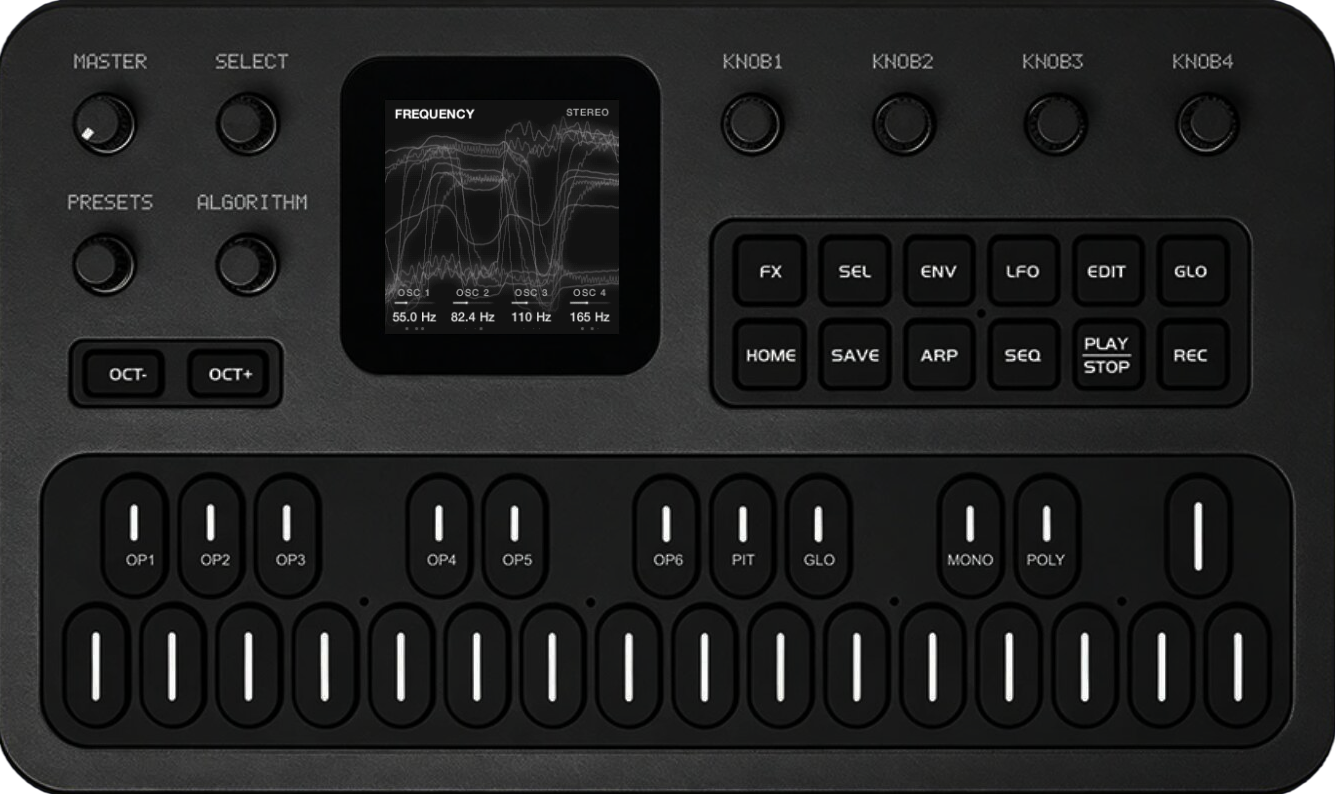 MASTER SELECT
KNOB1 KNOB2 KNOB3 KNOB4
FREQUENCY STEREO
PRESETS ALGORITHM
OSC 1 OSC 2 OSC 3 OSC 4
55.0 Hz 82.4 Hz 110 Hz 165 Hz
OCT- OCT+
FX SEL ENV LFO EDIT GLO
HOME SAVE ARP SEQ PLAY STOP REC
OP1 OP2 OP3 OP4 OP5 OP6 PIT GLO MONO POLY